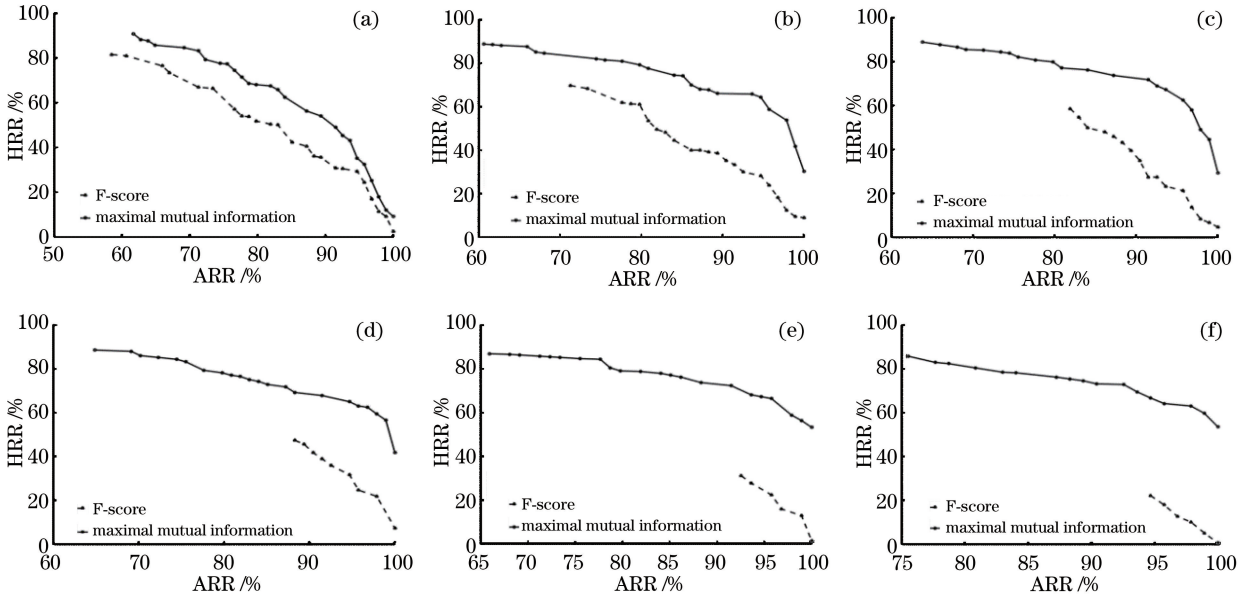 (a)
100
80
60
40
20
0
HRR /%
F-score
maximal mutual information
50 60 70 80 90 100
ARR /%
(b)
100
80
60
40
20
0
HRR /%
F-score
maximal mutual information
60 70 80 90 100
ARR /%
(c)
100
80
60
40
20
0
HRR /%
F-score
maximal mutual information
60 70 80 90 100
ARR /%
(d)
100
80
60
40
20
0
HRR /%
F-score
maximal mutual information
60 70 80 90 100
ARR /%
(e)
100
80
60
40
20
0
HRR /%
F-score
maximal mutual information
65 70 75 80 85 90 95 100
ARR /%
(f)
100
80
60
40
20
0
HRR /%
F-score
maximal mutual information
75 80 85 90 95 100
ARR /%